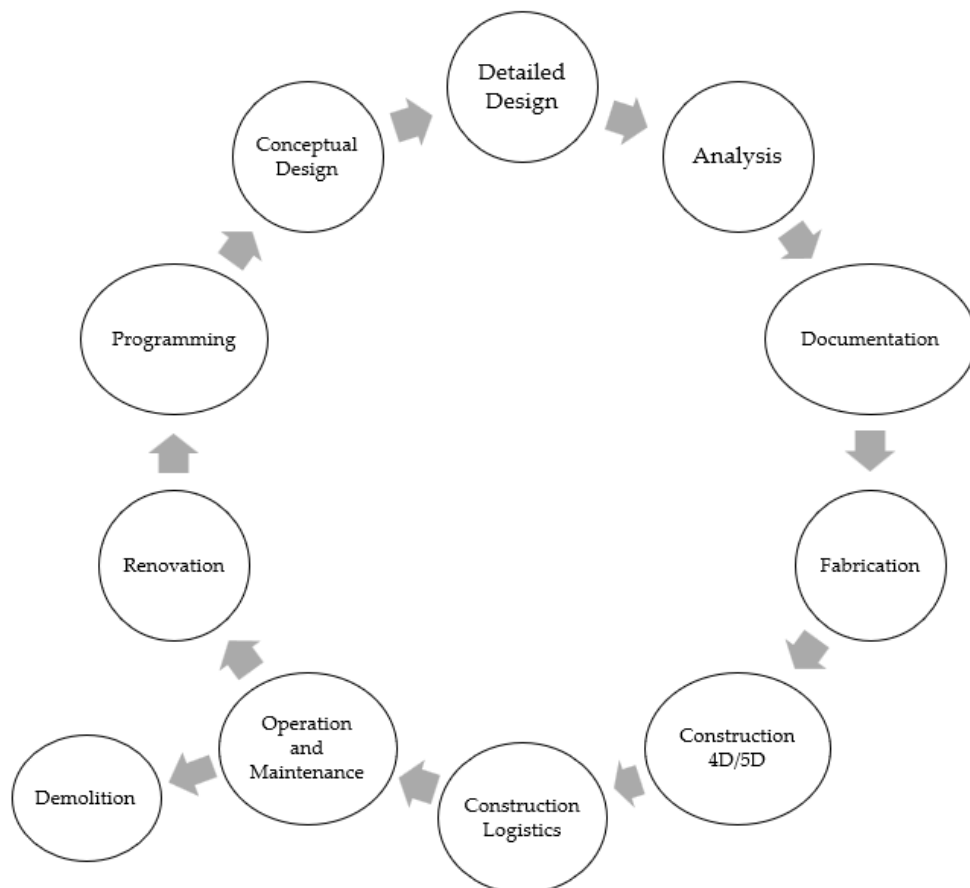 Detailed
Design
Conceptual
Design
Analysis
Programming
Documentation
Renovation
Fabrication
Operation
and
Maintenance
Construction
4D/5D
Demolition
Construction
Logistics